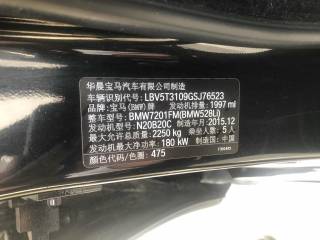 华晨宝马汽车有限公司制造
车辆识别代号: LBV5T3109GSJ76523
品牌: 宝马(BMW)牌 发动机排量: 1997 ml
整车型号: BMW7201FM(BMW528Li)
发动机型号: N20B20C 制造年月: 2015.12
最大允许总质量: 2250 kg 乘坐人数: 5人
发动机最大净功率: 180 kW 制造国: 中国
颜色代码/色圈: 475